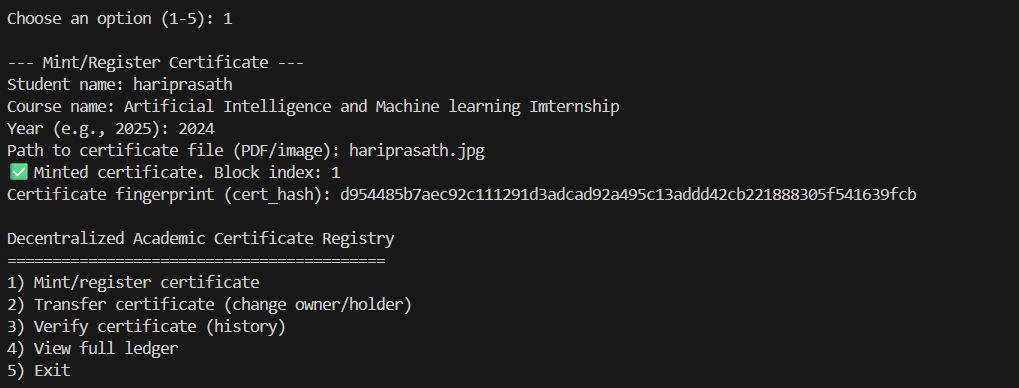 Choose an option (1-5): 1
--- Mint/Register Certificate ---
Student name: hariprasath
Course name: Artificial Intelligence and Machine learning Imternship
Year (e.g., 2025): 2024
Path to certificate file (PDF/image): hariprasath.jpg
✅ Minted certificate. Block index: 1
Certificate fingerprint (cert_hash): d954485b7aec92c111291d3adcad92a495c13addd42cb221888305f541639fcb
Decentralized Academic Certificate Registry
==========================================
1) Mint/register certificate
2) Transfer certificate (change owner/holder)
3) Verify certificate (history)
4) View full ledger
5) Exit